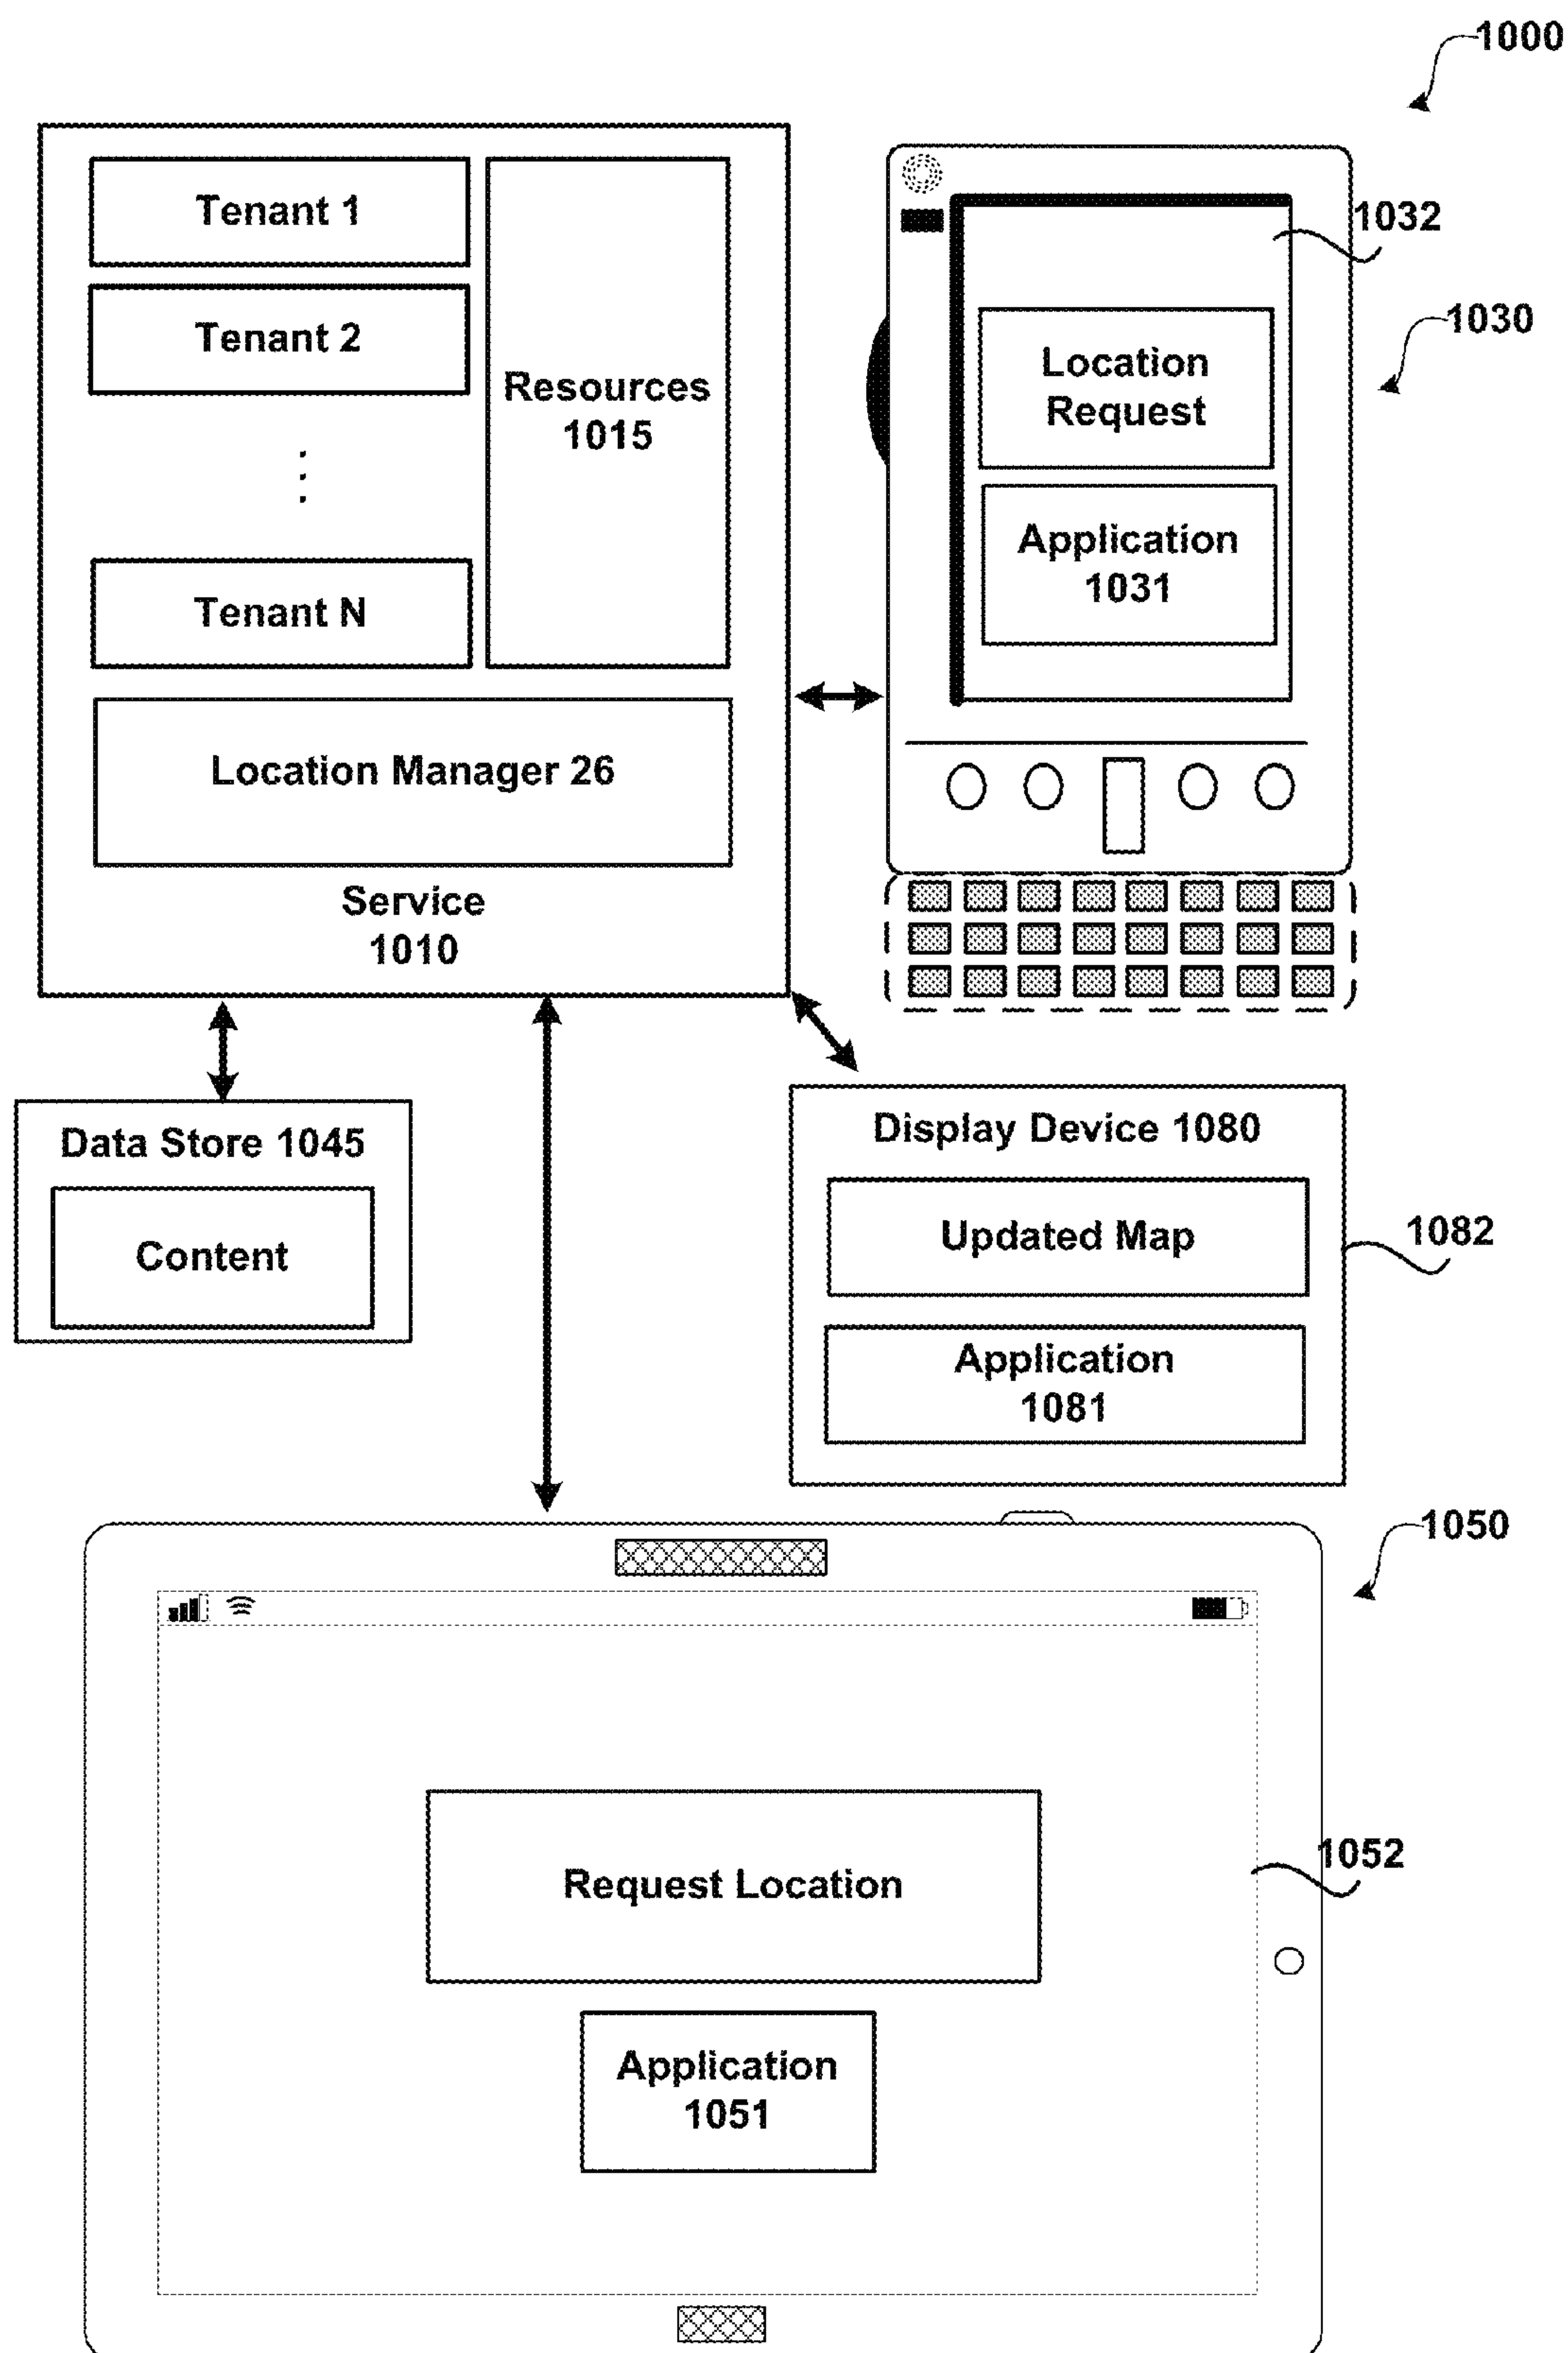 1000
Tenant 1
Tenant 2
Resources
1015
Tenant N
Location Manager 26
Service
1010
1032
1030
Location
Request
Application
1031
Data Store 1045
Content
Display Device 1080
Updated Map
1082
Application
1081
1050
Request Location
1052
Application
1051